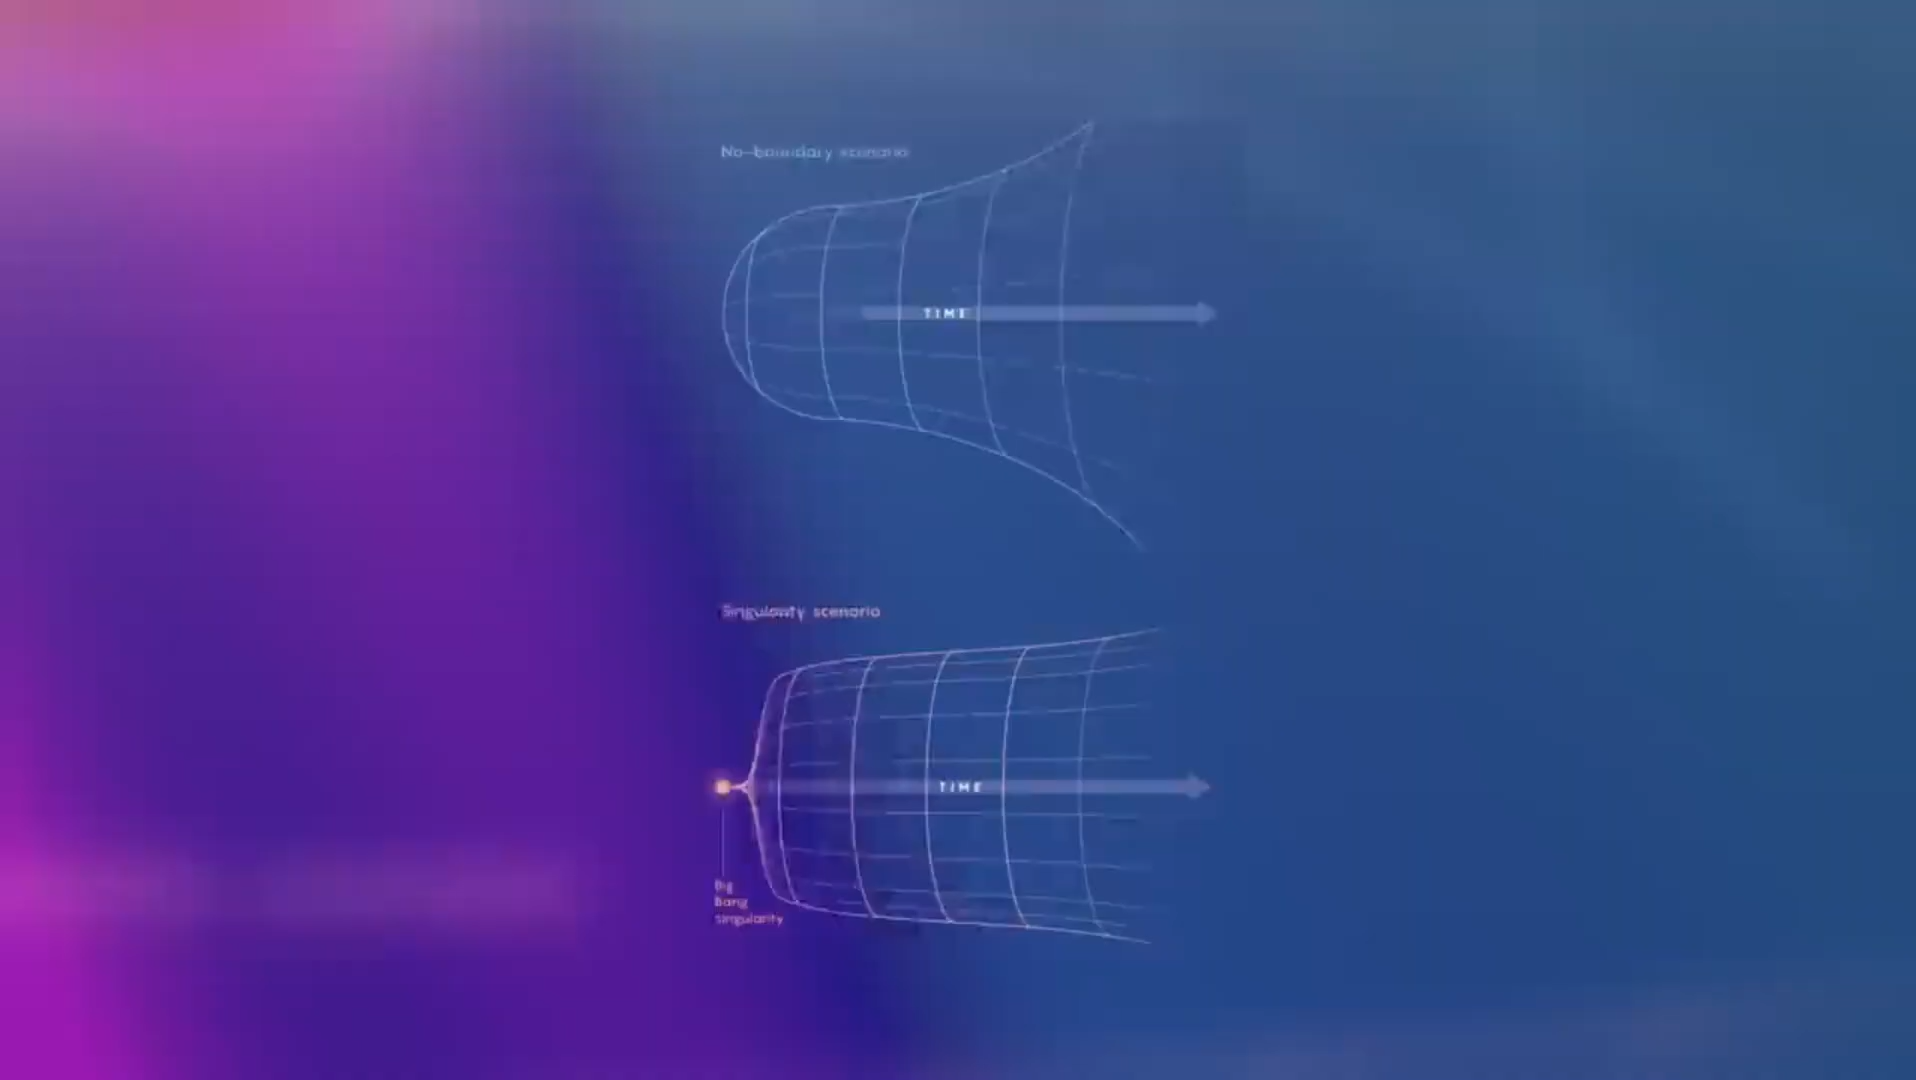 No-boundary scenario
TIME
Singularity scenario
TIME
Big
Bang
singularity